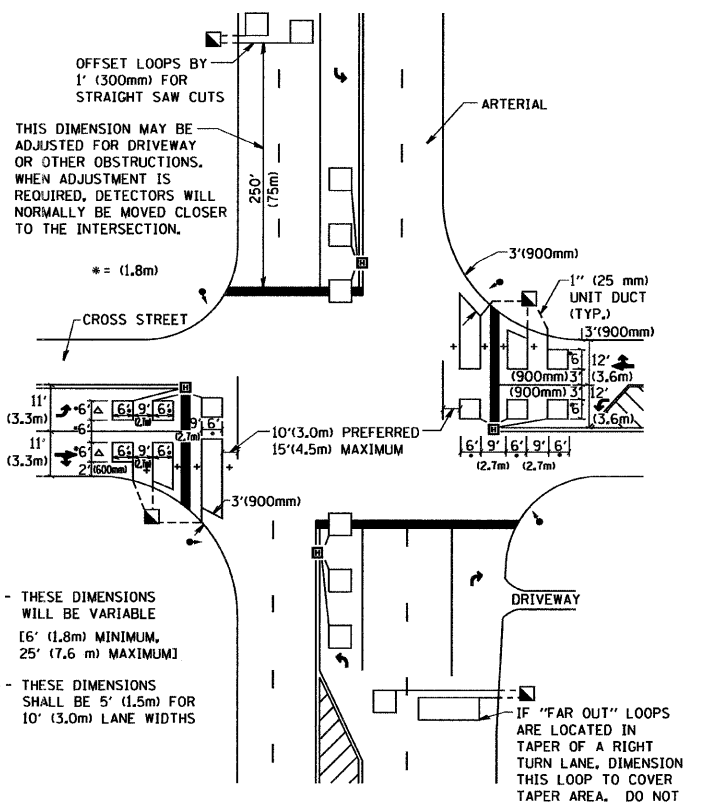 OFFSET LOOPS BY
1' (300mm) FOR
STRAIGHT SAW CUTS
ARTERIAL
THIS DIMENSION MAY BE
ADJUSTED FOR DRIVEWAY
OR OTHER OBSTRUCTIONS.
WHEN ADJUSTMENT IS
REQUIRED, DETECTORS WILL
NORMALLY BE MOVED CLOSER
TO THE INTERSECTION.
250'
(75m)
* = (1.8m)
H
3'(900mm)
1" (25 mm)
UNIT DUCT
(TYP.)
3'(900mm)
CROSS STREET
6'
12'
(3.6m)
(900mm) 3'
(900mm) 3'
12'
6'
(3.6m)
H
6' 9' 6' 9' 6'
(2.7m) (2.7m)
H
11'
(3.3m)
*6'
6' 9' 6'
(2.7m)
9' 6'
(2.7m)
*6'
11'
(3.3m)
*6'
6' 9' 6'
(2.7m)
2'(600mm)
10'(3.0m) PREFERRED
15'(4.5m) MAXIMUM
3'(900mm)
H
- THESE DIMENSIONS
WILL BE VARIABLE
[6' (1.8m) MINIMUM,
25' (7.6 m) MAXIMUM]
DRIVEWAY
- THESE DIMENSIONS
SHALL BE 5' (1.5m) FOR
10' (3.0m) LANE WIDTHS
IF "FAR OUT" LOOPS
ARE LOCATED IN
TAPER OF A RIGHT
TURN LANE, DIMENSION
THIS LOOP TO COVER
TAPER AREA. DO NOT